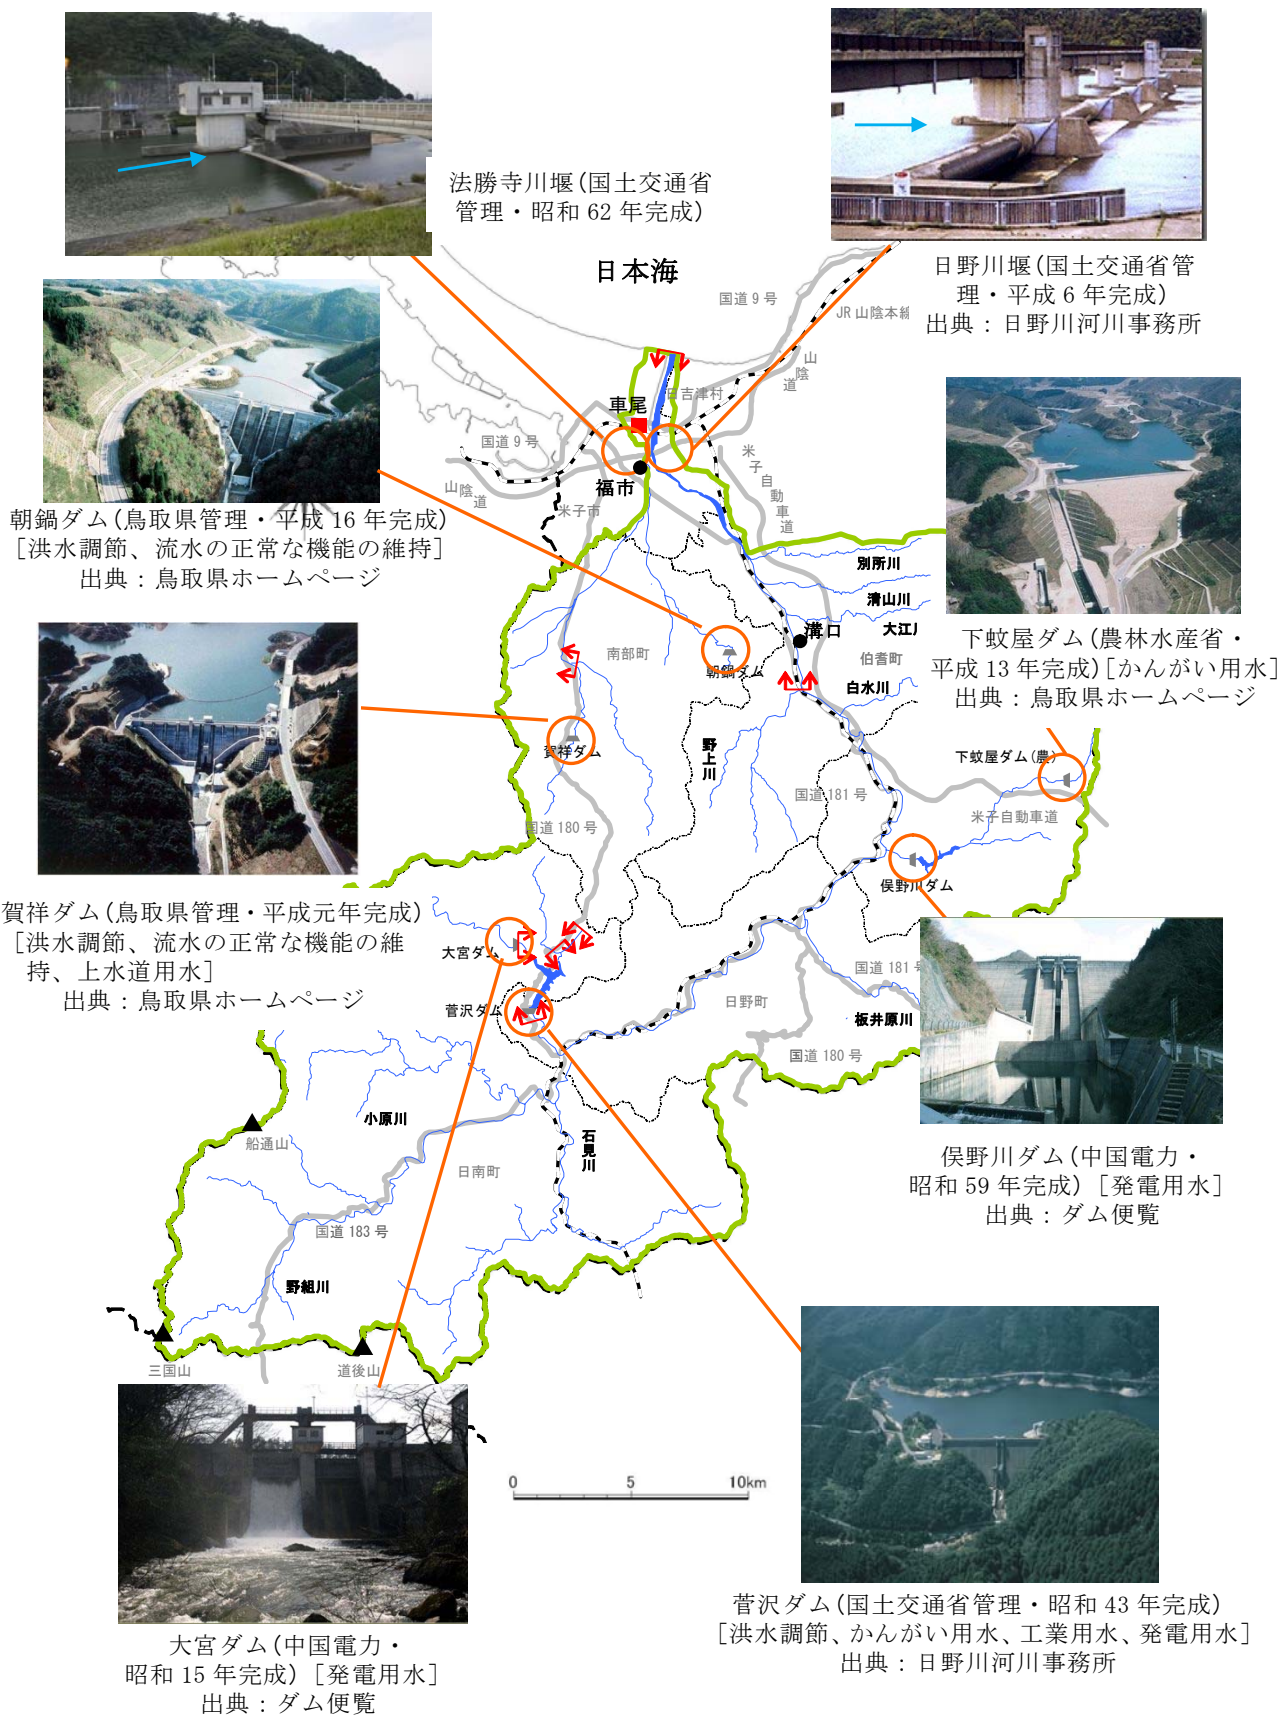 法勝寺川堰(国土交通省
管理・昭和 62 年完成)
日野川堰(国土交通省管
理・平成 6 年完成)
出典：日野川河川事務所
日本海
国道 9 号
JR 山陰本線
山陰道
日吉津村
車尾
国道 9 号
山陰道
福市
米子市
米子自動車道
朝鍋ダム(鳥取県管理・平成 16 年完成)
[洪水調節、流水の正常な機能の維持]
出典：鳥取県ホームページ
別所川
清山川
大江川
溝口
伯耆町
白水川
南部町
朝鍋ダム
下蚊屋ダム(農林水産省・
平成 13 年完成)[かんがい用水]
出典：鳥取県ホームページ
賀祥ダム
野上川
下蚊屋ダム(農)
国道 181 号
米子自動車道
国道 180 号
俣野川ダム
賀祥ダム(鳥取県管理・平成元年完成)
[洪水調節、流水の正常な機能の維
持、上水道用水]
出典：鳥取県ホームページ
大宮ダム
国道 181 号
菅沢ダム
日野町
板井原川
国道 180 号
小原川
石見川
船通山
日南町
国道 183 号
野組川
三国山
道後山
俣野川ダム(中国電力・
昭和 59 年完成) [発電用水]
出典：ダム便覧
0 5 10km
大宮ダム(中国電力・
昭和 15 年完成) [発電用水]
出典：ダム便覧
菅沢ダム(国土交通省管理・昭和 43 年完成)
[洪水調節、かんがい用水、工業用水、発電用水]
出典：日野川河川事務所